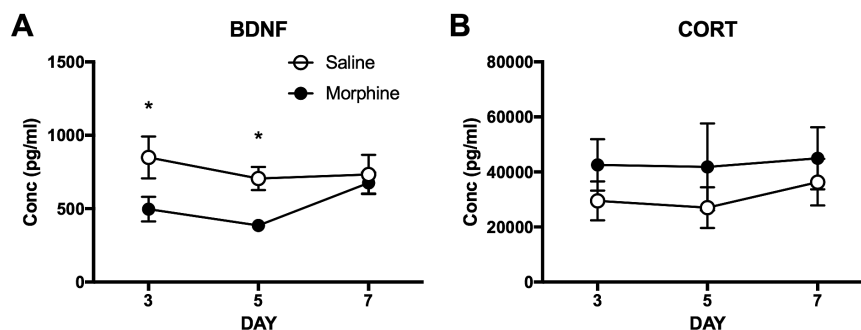 A
BDNF
Conc (pg/ml)
1500
1000
500
0
Saline
Morphine
*
*
3
5
7
DAY
B
CORT
Conc (pg/ml)
80000
60000
40000
20000
0
3
5
7
DAY